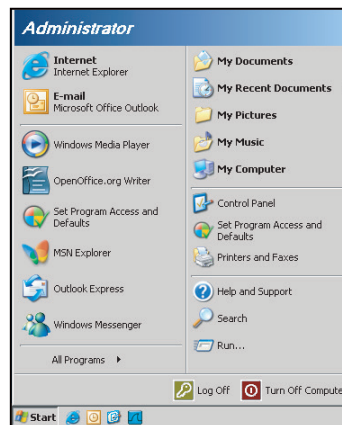 Administrator
Internet
Internet Explorer
E-mail
Microsoft Office Outlook
Windows Media Player
OpenOffice.org Writer
Set Program Access and
Defaults
MSN Explorer
Outlook Express
Windows Messenger
All Programs
My Documents
My Recent Documents
My Pictures
My Music
My Computer
Control Panel
Set Program Access and
Defaults
Printers and Faxes
Help and Support
Search
Run...
Log Off
Turn Off Compute
Start